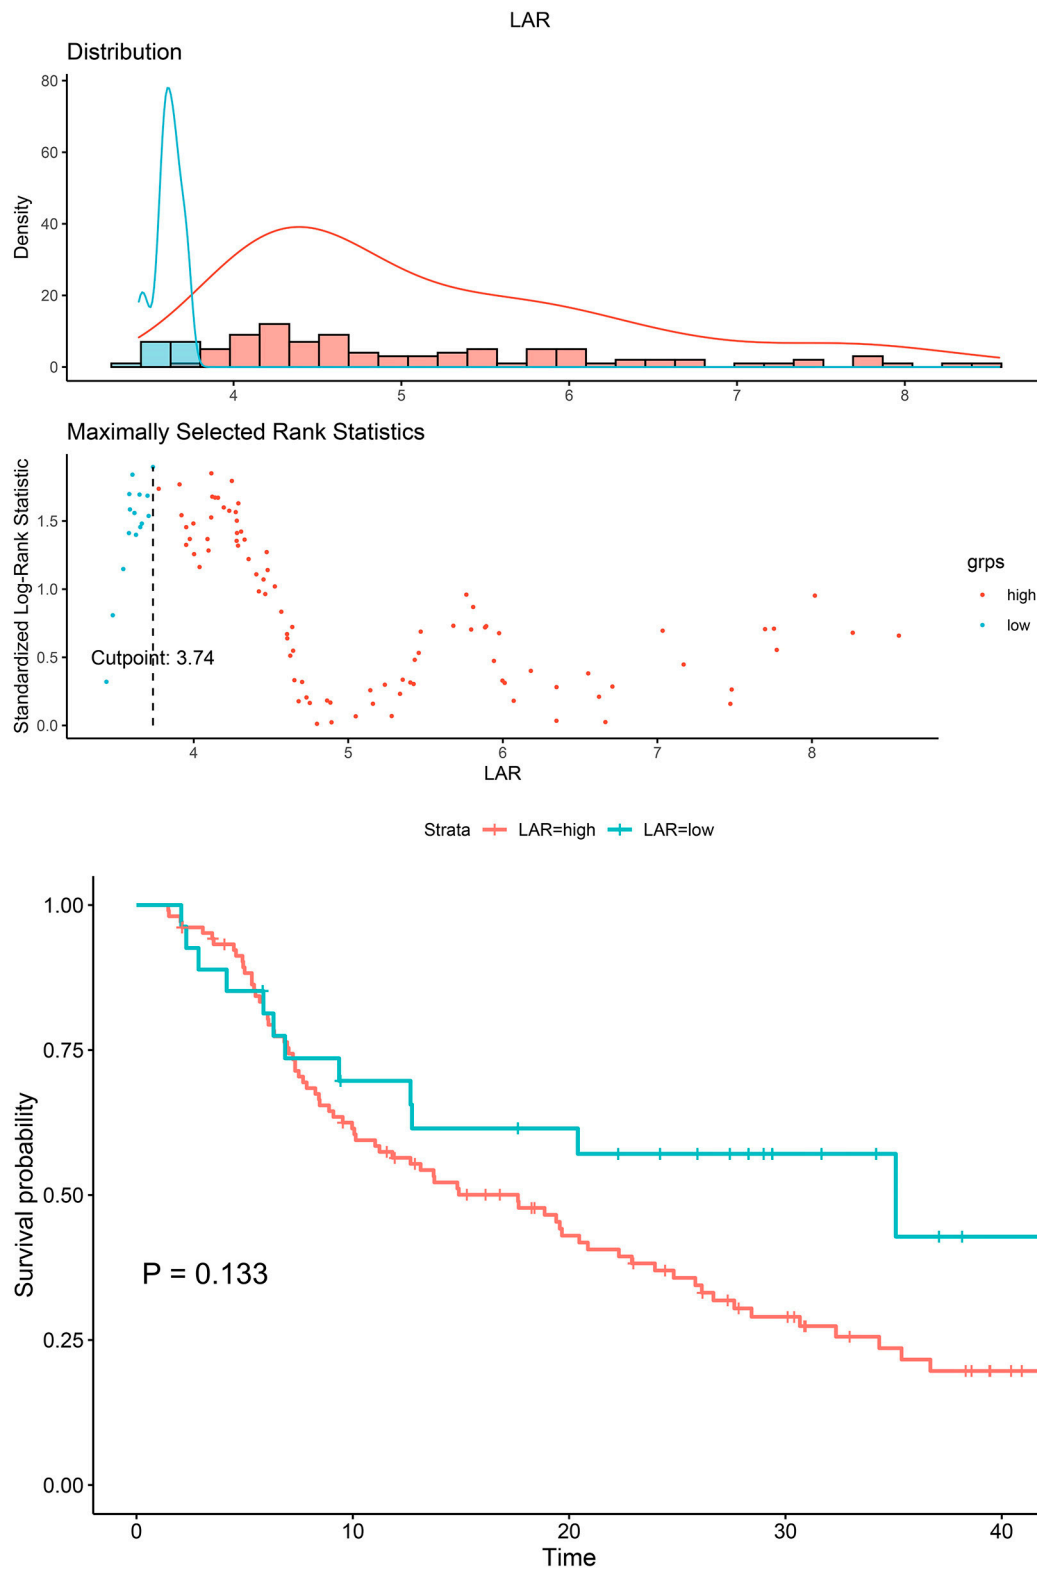 LAR
Distribution
80
60
40
20
0
Density
4 5 6 7 8
Maximally Selected Rank Statistics
Standardized Log-Rank Statistic
1.5
1.0
0.5
0.0
Cutpoint: 3.74
4 5 6 7 8
LAR
grps
high
low
Strata LAR=high LAR=low
1.00
0.75
0.50
0.25
0.00
Survival probability
P = 0.133
0 10 20 30 40
Time